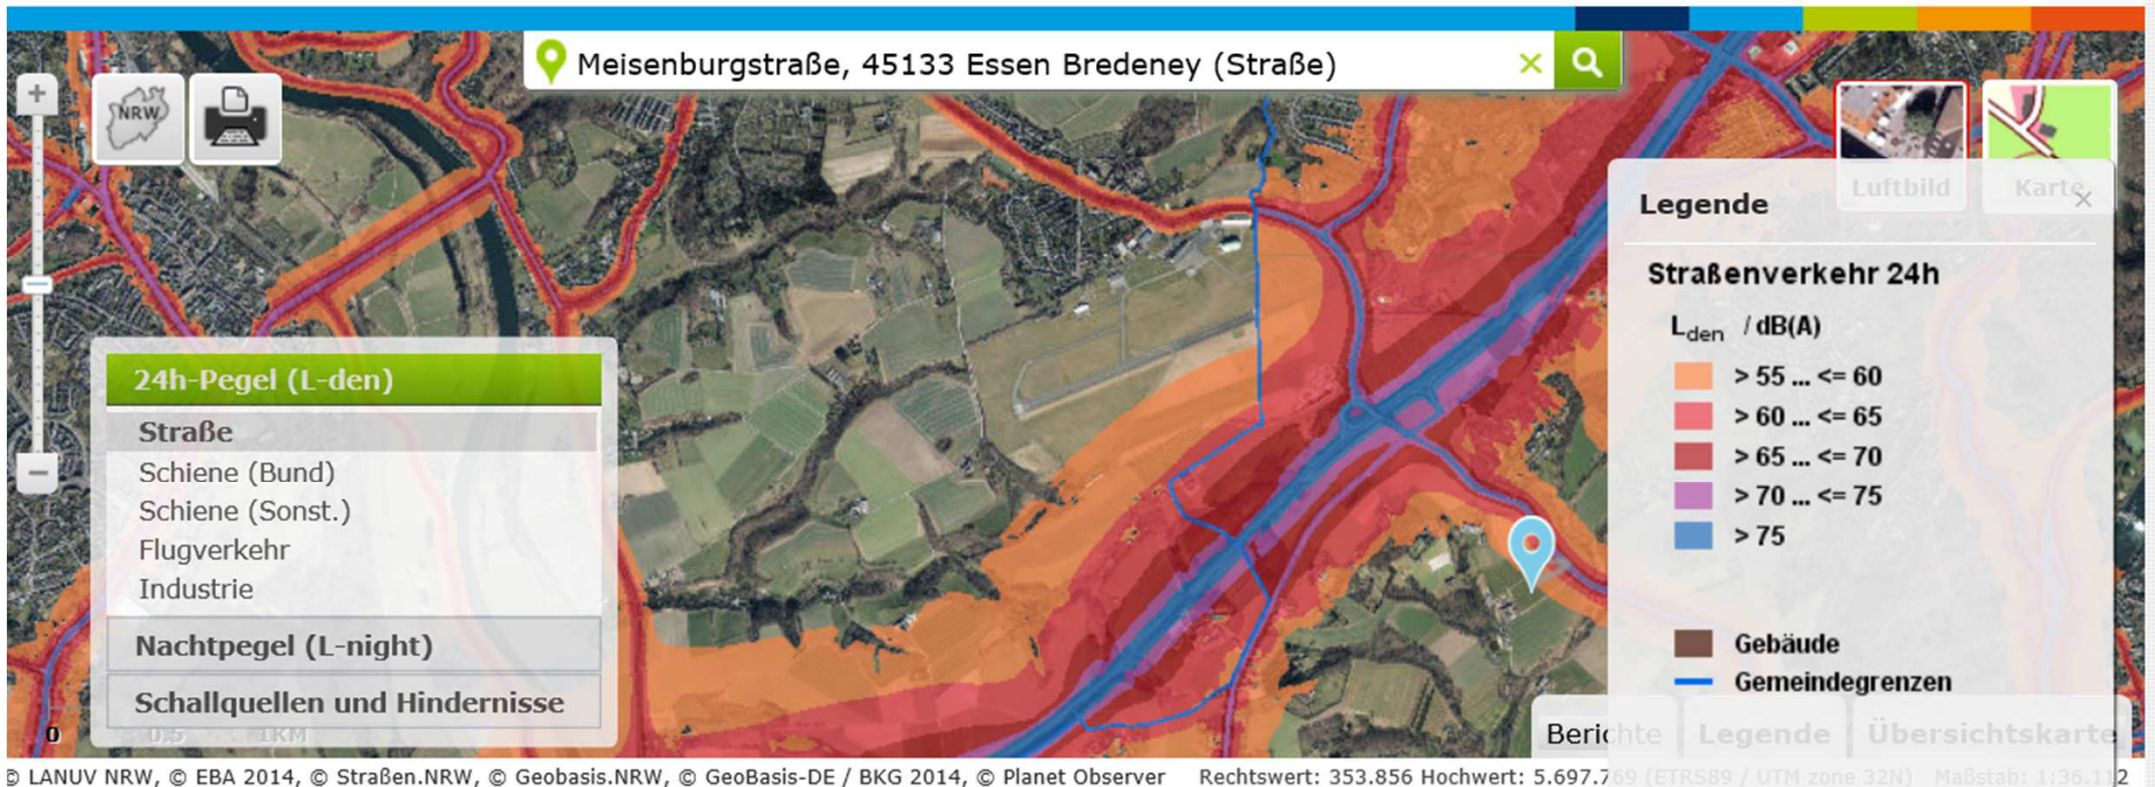 Meisenburgstraße, 45133 Essen Bredeney (Straße)
NRW
Luftbild
Karte
Legende
Straßenverkehr 24h
Lden / dB(A)
> 55 ... <= 60
> 60 ... <= 65
> 65 ... <= 70
> 70 ... <= 75
> 75
Gebäude
Gemeindegrenzen
24h-Pegel (L-den)
Straße
Schiene (Bund)
Schiene (Sonst.)
Flugverkehr
Industrie
Nachtpegel (L-night)
Schallquellen und Hindernisse
0 0.5 1KM
Berichte Legende Übersichtskarte
© LANUV NRW, © EBA 2014, © Straßen.NRW, © Geobasis.NRW, © GeoBasis-DE / BKG 2014, © Planet Observer Rechtswert: 353.856 Hochwert: 5.697.769 (ETRS89 / UTM zone 32N) Maßstab: 1:36.112